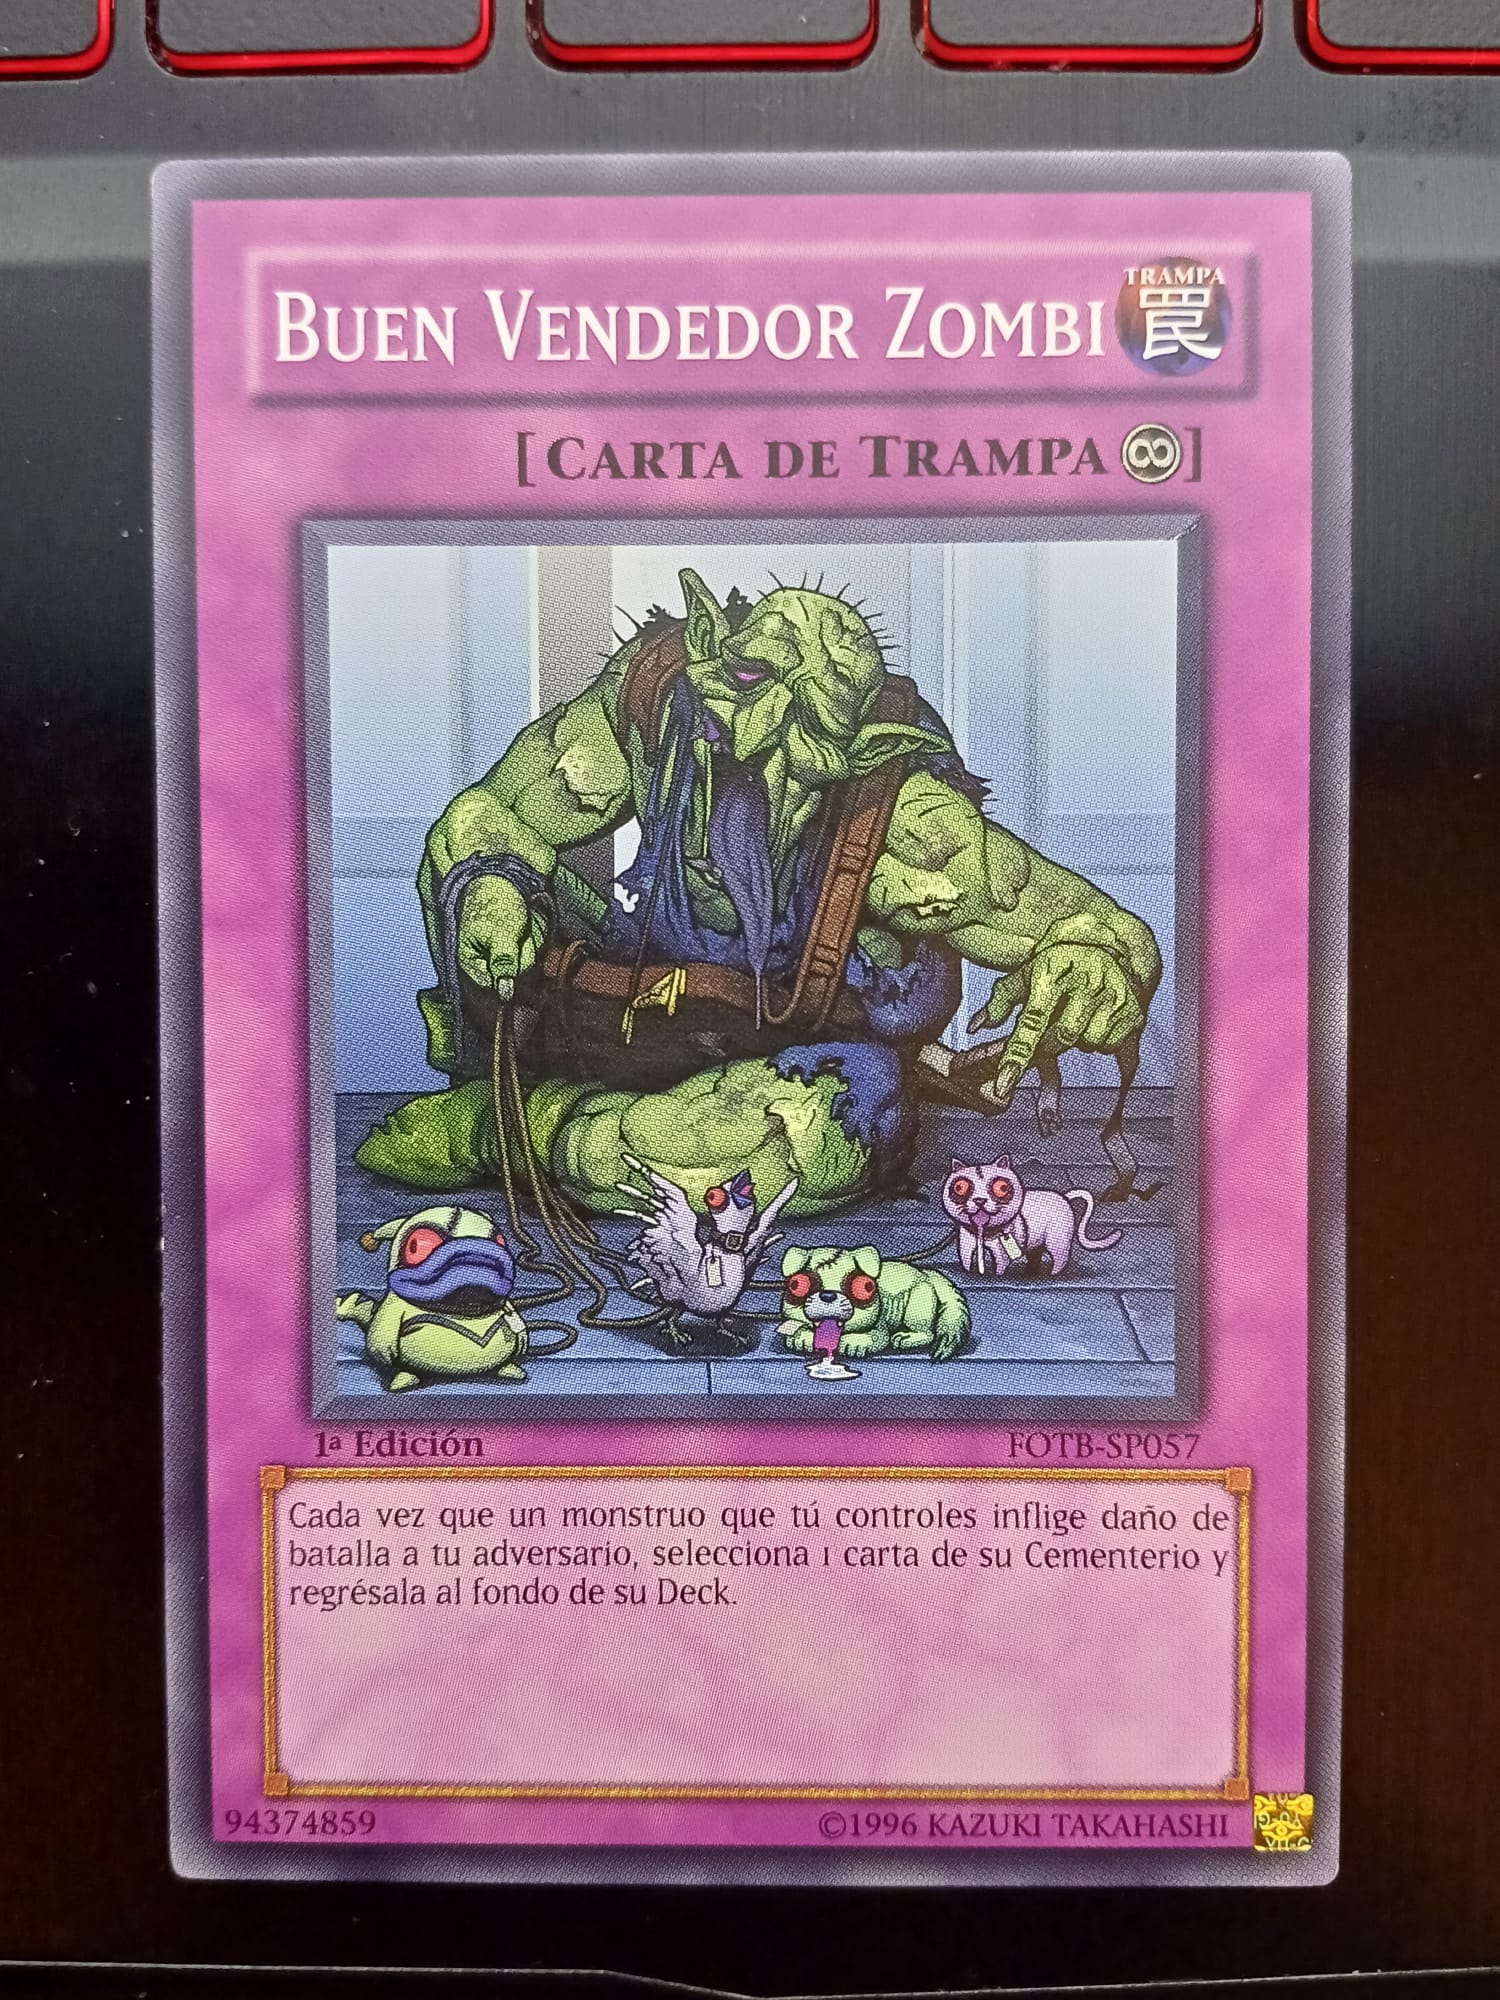 BUEN VENDEDOR ZOMBI
TRAMPA
罠
[CARTA DE TRAMPA ∞]
1ª Edición
FOTB-SP057
Cada vez que un monstruo que tú controles inflige daño de
batalla a tu adversario, selecciona 1 carta de su Cementerio y
regrésala al fondo de su Deck.
94374859
©1996 KAZUKI TAKAHASHI